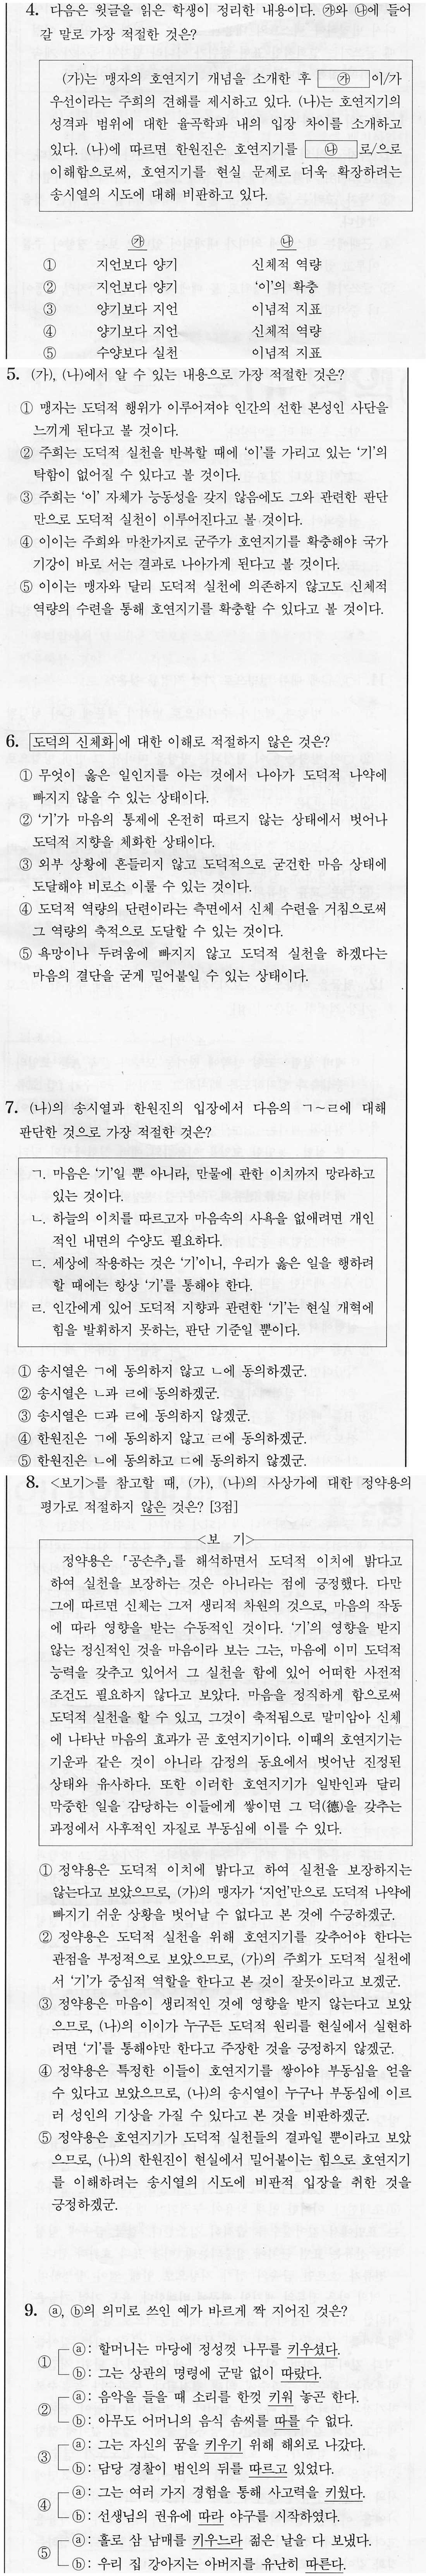 4. 다음은 윗글을 읽은 학생이 정리한 내용이다. ㉮와 ㉯에 들어
갈 말로 가장 적절한 것은?
(가)는 맹자의 호연지기 개념을 소개한 후 ㉮ 이/가
우선이라는 주희의 견해를 제시하고 있다. (나)는 호연지기의
성격과 범위에 대한 율곡학파 내의 입장 차이를 소개하고
있다. (나)에 따르면 한원진은 호연지기를 ㉯ 로/으로
이해함으로써, 호연지기를 현실 문제로 더욱 확장하려는
송시열의 시도에 대해 비판하고 있다.
㉮ ㉯
① 지언보다 양기 신체적 역량
② 지언보다 양기 ‘이’의 확충
③ 양기보다 지언 이념적 지표
④ 양기보다 지언 신체적 역량
⑤ 수양보다 실천 이념적 지표
5. (가), (나)에서 알 수 있는 내용으로 가장 적절한 것은?
① 맹자는 도덕적 행위가 이루어져야 인간의 선한 본성인 사단을
느끼게 된다고 볼 것이다.
② 주희는 도덕적 실천을 반복할 때에 ‘이’를 가리고 있는 ‘기’의
탁함이 없어질 수 있다고 볼 것이다.
③ 주희는 ‘이’ 자체가 능동성을 갖지 않음에도 그와 관련한 판단
만으로 도덕적 실천이 이루어진다고 볼 것이다.
④ 이이는 주희와 마찬가지로 군주가 호연지기를 확충해야 국가
기강이 바로 서는 결과로 나아가게 된다고 볼 것이다.
⑤ 이이는 맹자와 달리 도덕적 실천에 의존하지 않고도 신체적
역량의 수련을 통해 호연지기를 확충할 수 있다고 볼 것이다.
6. 도덕의 신체화에 대한 이해로 적절하지 않은 것은?
① 무엇이 옳은 일인지를 아는 것에서 나아가 도덕적 나약에
빠지지 않을 수 있는 상태이다.
② ‘기’가 마음의 통제에 온전히 따르지 않는 상태에서 벗어나
도덕적 지향을 체화한 상태이다.
③ 외부 상황에 흔들리지 않고 도덕적으로 굳건한 마음 상태에
도달해야 비로소 이룰 수 있는 것이다.
④ 도덕적 역량의 단련이라는 측면에서 신체 수련을 거침으로써
그 역량의 축적으로 도달할 수 있는 것이다.
⑤ 욕망이나 두려움에 빠지지 않고 도덕적 실천을 하겠다는
마음의 결단을 굳게 밀어붙일 수 있는 상태이다.
7. (나)의 송시열과 한원진의 입장에서 다음의 ㄱ~ㄹ에 대해
판단한 것으로 가장 적절한 것은?
ㄱ. 마음은 ‘기’일 뿐 아니라, 만물에 관한 이치까지 망라하고
있는 것이다.
ㄴ. 하늘의 이치를 따르고자 마음속의 사욕을 없애려면 개인
적인 내면의 수양도 필요하다.
ㄷ. 세상에 작용하는 것은 ‘기’이니, 우리가 옳은 일을 행하려
할 때에는 항상 ‘기’를 통해야 한다.
ㄹ. 인간에게 있어 도덕적 지향과 관련한 ‘기’는 현실 개혁에
힘을 발휘하지 못하는, 판단 기준일 뿐이다.
① 송시열은 ㄱ에 동의하지 않고 ㄴ에 동의하겠군.
② 송시열은 ㄴ과 ㄹ에 동의하겠군.
③ 송시열은 ㄷ과 ㄹ에 동의하지 않겠군.
④ 한원진은 ㄱ에 동의하지 않고 ㄹ에 동의하겠군.
⑤ 한원진은 ㄴ에 동의하고 ㄷ에 동의하지 않겠군.
8. <보기>를 참고할 때, (가), (나)의 사상가에 대한 정약용의
평가로 적절하지 않은 것은? [3점]
<보 기>
정약용은 「공손추」를 해석하면서 도덕적 이치에 밝다고
하여 실천을 보장하는 것은 아니라는 점에 긍정했다. 다만
그에 따르면 신체는 그저 생리적 차원의 것으로, 마음의 작동
에 따라 영향을 받는 수동적인 것이다. ‘기’의 영향을 받지
않는 정신적인 것을 마음이라 보는 그는, 마음에 이미 도덕적
능력을 갖추고 있어서 그 실천을 함에 있어 어떠한 사전적
조건도 필요하지 않다고 보았다. 마음을 정직하게 함으로써
도덕적 실천을 할 수 있고, 그것이 축적됨으로 말미암아 신체
에 나타난 마음의 효과가 곧 호연지기이다. 이때의 호연지기는
기운과 같은 것이 아니라 감정의 동요에서 벗어난 진정된
상태와 유사하다. 또한 이러한 호연지기가 일반인과 달리
막중한 일을 감당하는 이들에게 쌓이면 그 덕(德)을 갖추는
과정에서 사후적인 자질로 부동심에 이를 수 있다.
① 정약용은 도덕적 이치에 밝다고 하여 실천을 보장하지는
않는다고 보았으므로, (가)의 맹자가 ‘지언’만으로 도덕적 나약에
빠지기 쉬운 상황을 벗어날 수 없다고 본 것에 수긍하겠군.
② 정약용은 도덕적 실천을 위해 호연지기를 갖추어야 한다는
관점을 부정적으로 보았으므로, (가)의 주희가 도덕적 실천에
서 ‘기’가 중심적 역할을 한다고 본 것이 잘못이라고 보겠군.
③ 정약용은 마음이 생리적인 것에 영향을 받지 않는다고 보았
으므로, (나)의 이이가 누구든 도덕적 원리를 현실에서 실현하
려면 ‘기’를 통해야만 한다고 주장한 것을 긍정하지 않겠군.
④ 정약용은 특정한 이들이 호연지기를 쌓아야 부동심을 얻을
수 있다고 보았으므로, (나)의 송시열이 누구나 부동심에 이르
러 성인의 기상을 가질 수 있다고 본 것을 비판하겠군.
⑤ 정약용은 호연지기가 도덕적 실천들의 결과일 뿐이라고 보았
으므로, (나)의 한원진이 현실에서 밀어붙이는 힘으로 호연지기
를 이해하려는 송시열의 시도에 비판적 입장을 취한 것을
긍정하겠군.
9. ⓐ, ⓑ의 의미로 쓰인 예가 바르게 짝 지어진 것은?
① ⓐ: 할머니는 마당에 정성껏 나무를 키우셨다.
ⓑ: 그는 상관의 명령에 군말 없이 따랐다.
② ⓐ: 음악을 들을 때 소리를 한껏 키워 놓곤 한다.
ⓑ: 아무도 어머니의 음식 솜씨를 따를 수 없다.
③ ⓐ: 그는 자신의 꿈을 키우기 위해 해외로 나갔다.
ⓑ: 담당 경찰이 범인의 뒤를 따르고 있었다.
④ ⓐ: 그는 여러 가지 경험을 통해 사고력을 키웠다.
ⓑ: 선생님의 권유에 따라 야구를 시작하였다.
⑤ ⓐ: 홀로 삼 남매를 키우느라 젊은 날을 다 보냈다.
ⓑ: 우리 집 강아지는 아버지를 유난히 따른다.